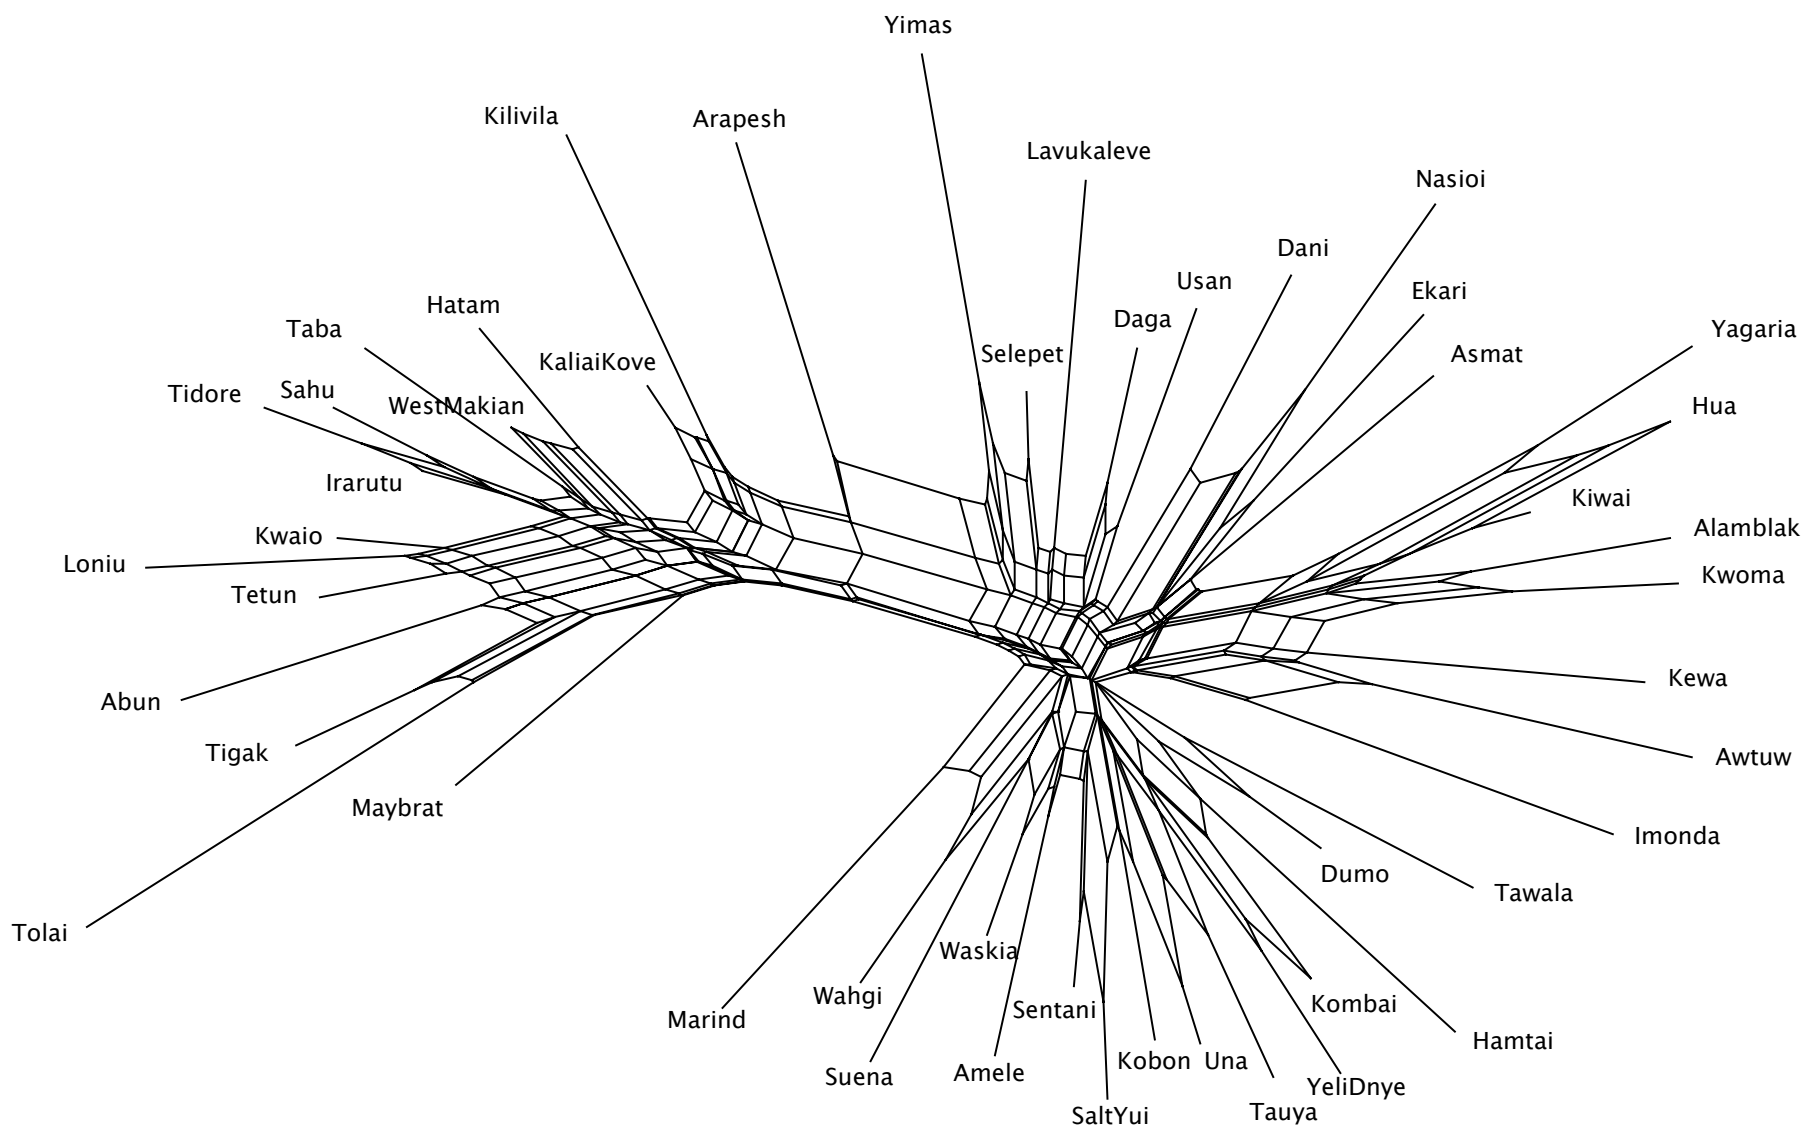 Yimas
Kilivila
Arapesh
Lavukaleve
Nasioi
Dani
Usan
Ekari
Hatam
Daga
Taba
Yagaria
Selepet
Asmat
KaliaiKove
Sahu
Tidore
WestMakian
Hua
Irarutu
Kiwai
Alamblak
Kwaio
Loniu
Kwoma
Tetun
Kewa
Abun
Tigak
Awtuw
Maybrat
Imonda
Dumo
Tawala
Tolai
Waskia
Wahgi
Kombai
Sentani
Marind
Hamtai
Kobon
Una
Amele
Suena
YeliDnye
Tauya
SaltYui